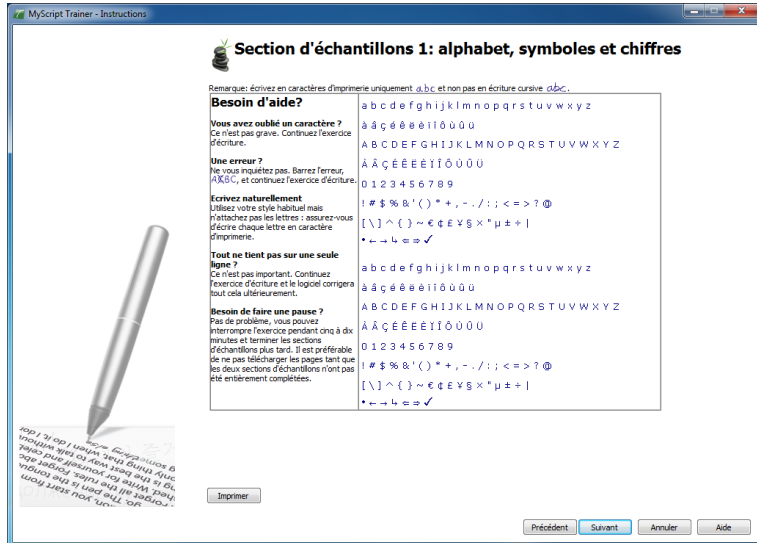 MyScript Trainer - Instructions
Section d'échantillons 1: alphabet, symboles et chiffres
Remarque: écrivez en caractères d'imprimerie uniquement abc et non pas en écriture cursive abc.
Besoin d'aide?
Vous avez oublié un caractère ?
Ce n'est pas grave. Continuez l'exercice
d'écriture.
Une erreur ?
Ne vous inquiétez pas. Barrez l'erreur,
et continuez l'exercice d'écriture.
Ecrivez naturellement
Utilisez votre style habituel mais
n'attachez pas les lettres : assurez-vous
d'écrire chaque lettre en caractère
d'imprimerie.
Tout ne tient pas sur une seule
ligne ?
Ce n'est pas important. Continuez
l'exercice d'écriture et le logiciel corrigera
tout cela ultérieurement.
Besoin de faire une pause ?
Pas de problème, vous pouvez
interrompre l'exercice pendant cinq à dix
minutes et terminer les sections
d'échantillons plus tard. Il est préférable
de ne pas télécharger les pages tant que
les deux sections d'échantillons n'ont pas
été entièrement complétées.
a b c d e f g h i j k l m n o p q r s t u v w x y z
à â ç é ê ë è ï î ô ù û ü
A B C D E F G H I J K L M N O P Q R S T U V W X Y Z
À Â Ç É Ê Ë È Ï Î Ô Ù Û Ü
0 1 2 3 4 5 6 7 8 9
! # $ % & ' ( ) * + , - . / : ; < = > ? @
[ \ ] ^ { } ~ € ¢ £ ¥ § × " µ ± ÷ |
• ← → ↳ ⇐ ⇒ ✓
a b c d e f g h i j k l m n o p q r s t u v w x y z
à â ç é ê ë è ï î ô ù û ü
A B C D E F G H I J K L M N O P Q R S T U V W X Y Z
À Â Ç É Ê Ë È Ï Î Ô Ù Û Ü
0 1 2 3 4 5 6 7 8 9
! # $ % & ' ( ) * + , - . / : ; < = > ? @
[ \ ] ^ { } ~ € ¢ £ ¥ § × " µ ± ÷ |
• ← → ↳ ⇐ ⇒ ✓
Imprimer
Précédent Suivant Annuler Aide